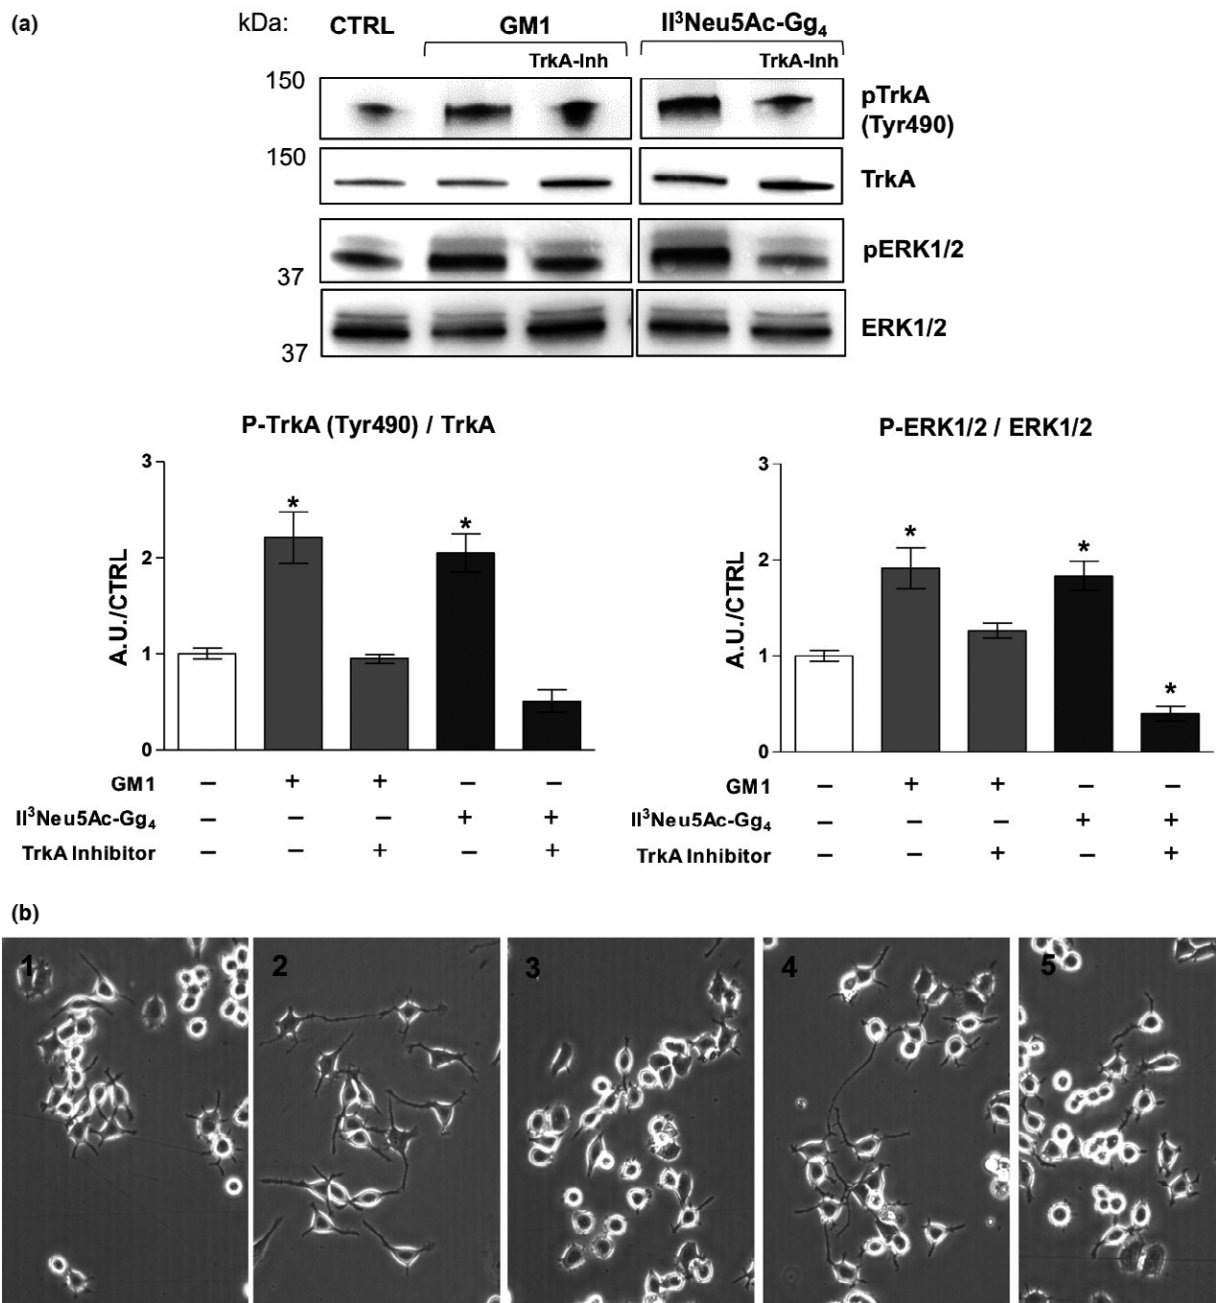 (a)
kDa: CTRL GM1 II³Neu5Ac-Gg₄
TrkA-Inh TrkA-Inh
150
pTrkA
(Tyr490)
150
TrkA
pERK1/2
37
ERK1/2
37
P-TrkA (Tyr490) / TrkA
3
2
1
0
A.U./CTRL
*
*
GM1 – + + – –
II³Neu5Ac-Gg₄ – – – + +
TrkA Inhibitor – – + – +
P-ERK1/2 / ERK1/2
3
2
1
0
A.U./CTRL
*
*
*
GM1 – + + – –
II³Neu5Ac-Gg₄ – – – + +
TrkA Inhibitor – – + – +
(b)
1 2 3 4 5